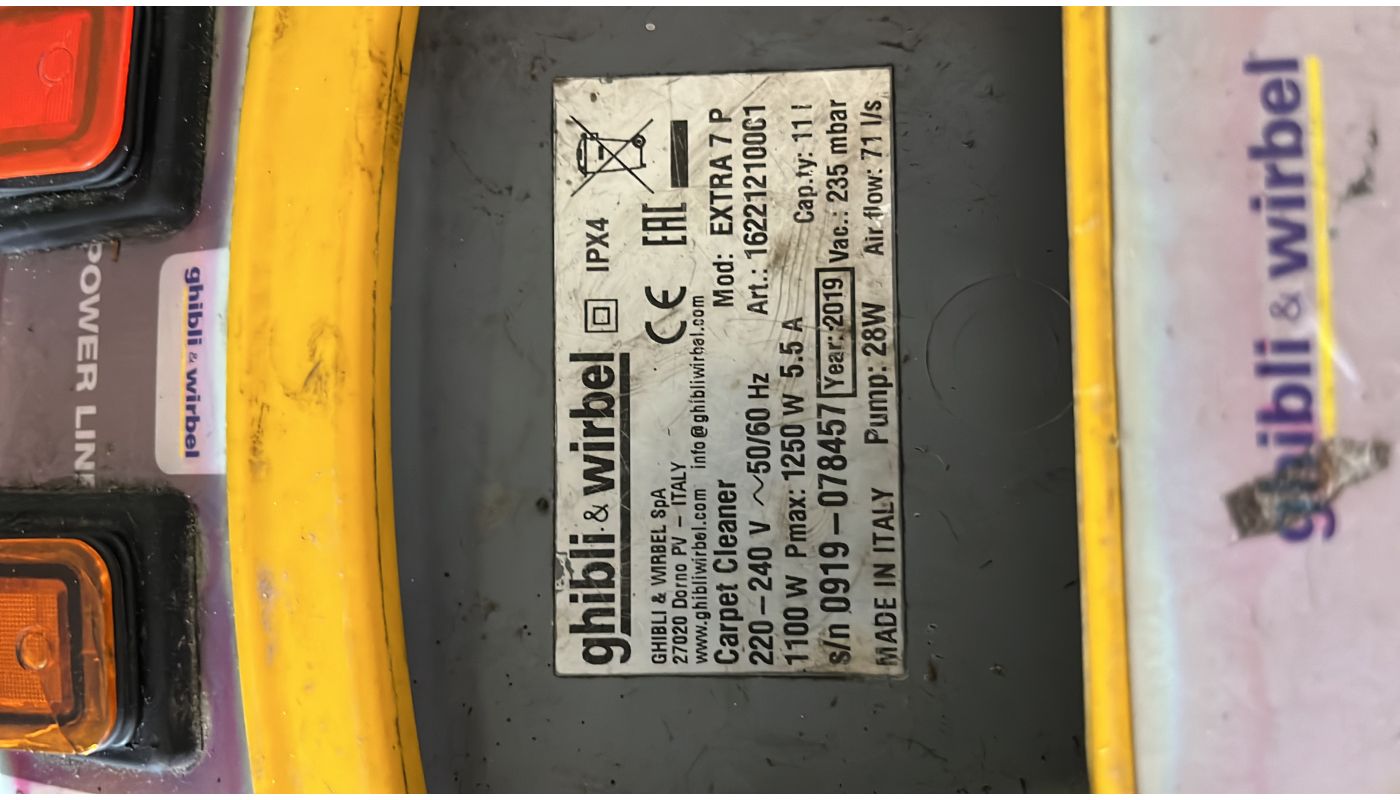 ghibli & wirbel
IPX4
GHIBLI & WIRBEL SpA
27020 Dorno PV – ITALY
www.ghibliwirbel.com info@ghibliwirbal.com
CE EAC
Carpet Cleaner Mod: EXTRA 7 P
220–240 V ~50/60 Hz Art.: 16221210001
1100 W Pmax: 1250 W 5.5 A Cap.ty: 11 l
s/n 0919–078457 Year: 2019 Vac.: 235 mbar
MADE IN ITALY Pump: 28W Air flow: 71 l/s
POWER LINE
ghibli & wirbel
ghibli & wirbel